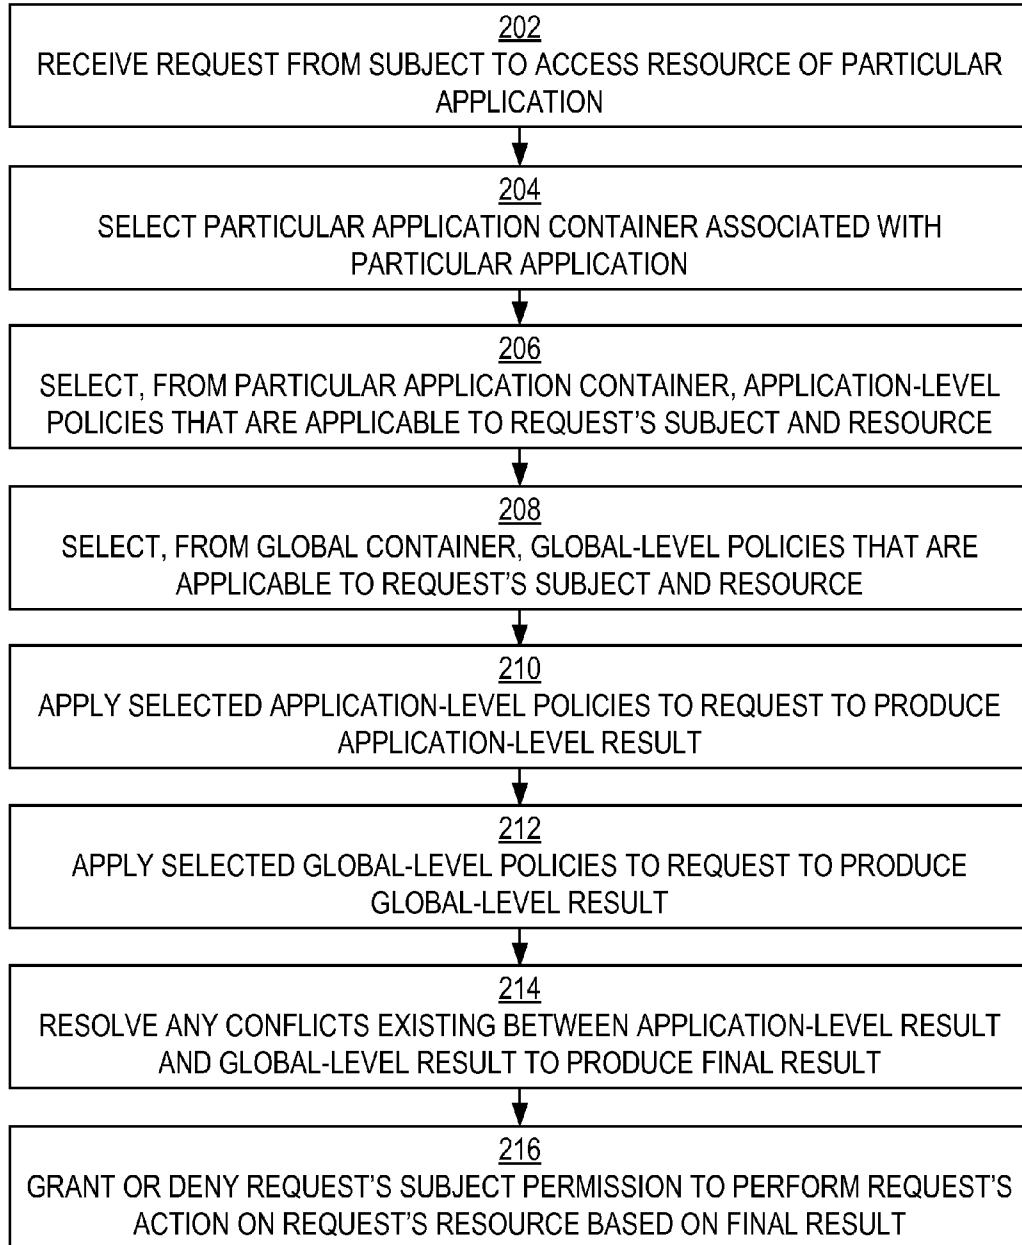 202
RECEIVE REQUEST FROM SUBJECT TO ACCESS RESOURCE OF PARTICULAR
APPLICATION
204
SELECT PARTICULAR APPLICATION CONTAINER ASSOCIATED WITH
PARTICULAR APPLICATION
206
SELECT, FROM PARTICULAR APPLICATION CONTAINER, APPLICATION-LEVEL
POLICIES THAT ARE APPLICABLE TO REQUEST'S SUBJECT AND RESOURCE
208
SELECT, FROM GLOBAL CONTAINER, GLOBAL-LEVEL POLICIES THAT ARE
APPLICABLE TO REQUEST'S SUBJECT AND RESOURCE
210
APPLY SELECTED APPLICATION-LEVEL POLICIES TO REQUEST TO PRODUCE
APPLICATION-LEVEL RESULT
212
APPLY SELECTED GLOBAL-LEVEL POLICIES TO REQUEST TO PRODUCE
GLOBAL-LEVEL RESULT
214
RESOLVE ANY CONFLICTS EXISTING BETWEEN APPLICATION-LEVEL RESULT
AND GLOBAL-LEVEL RESULT TO PRODUCE FINAL RESULT
216
GRANT OR DENY REQUEST'S SUBJECT PERMISSION TO PERFORM REQUEST'S
ACTION ON REQUEST'S RESOURCE BASED ON FINAL RESULT